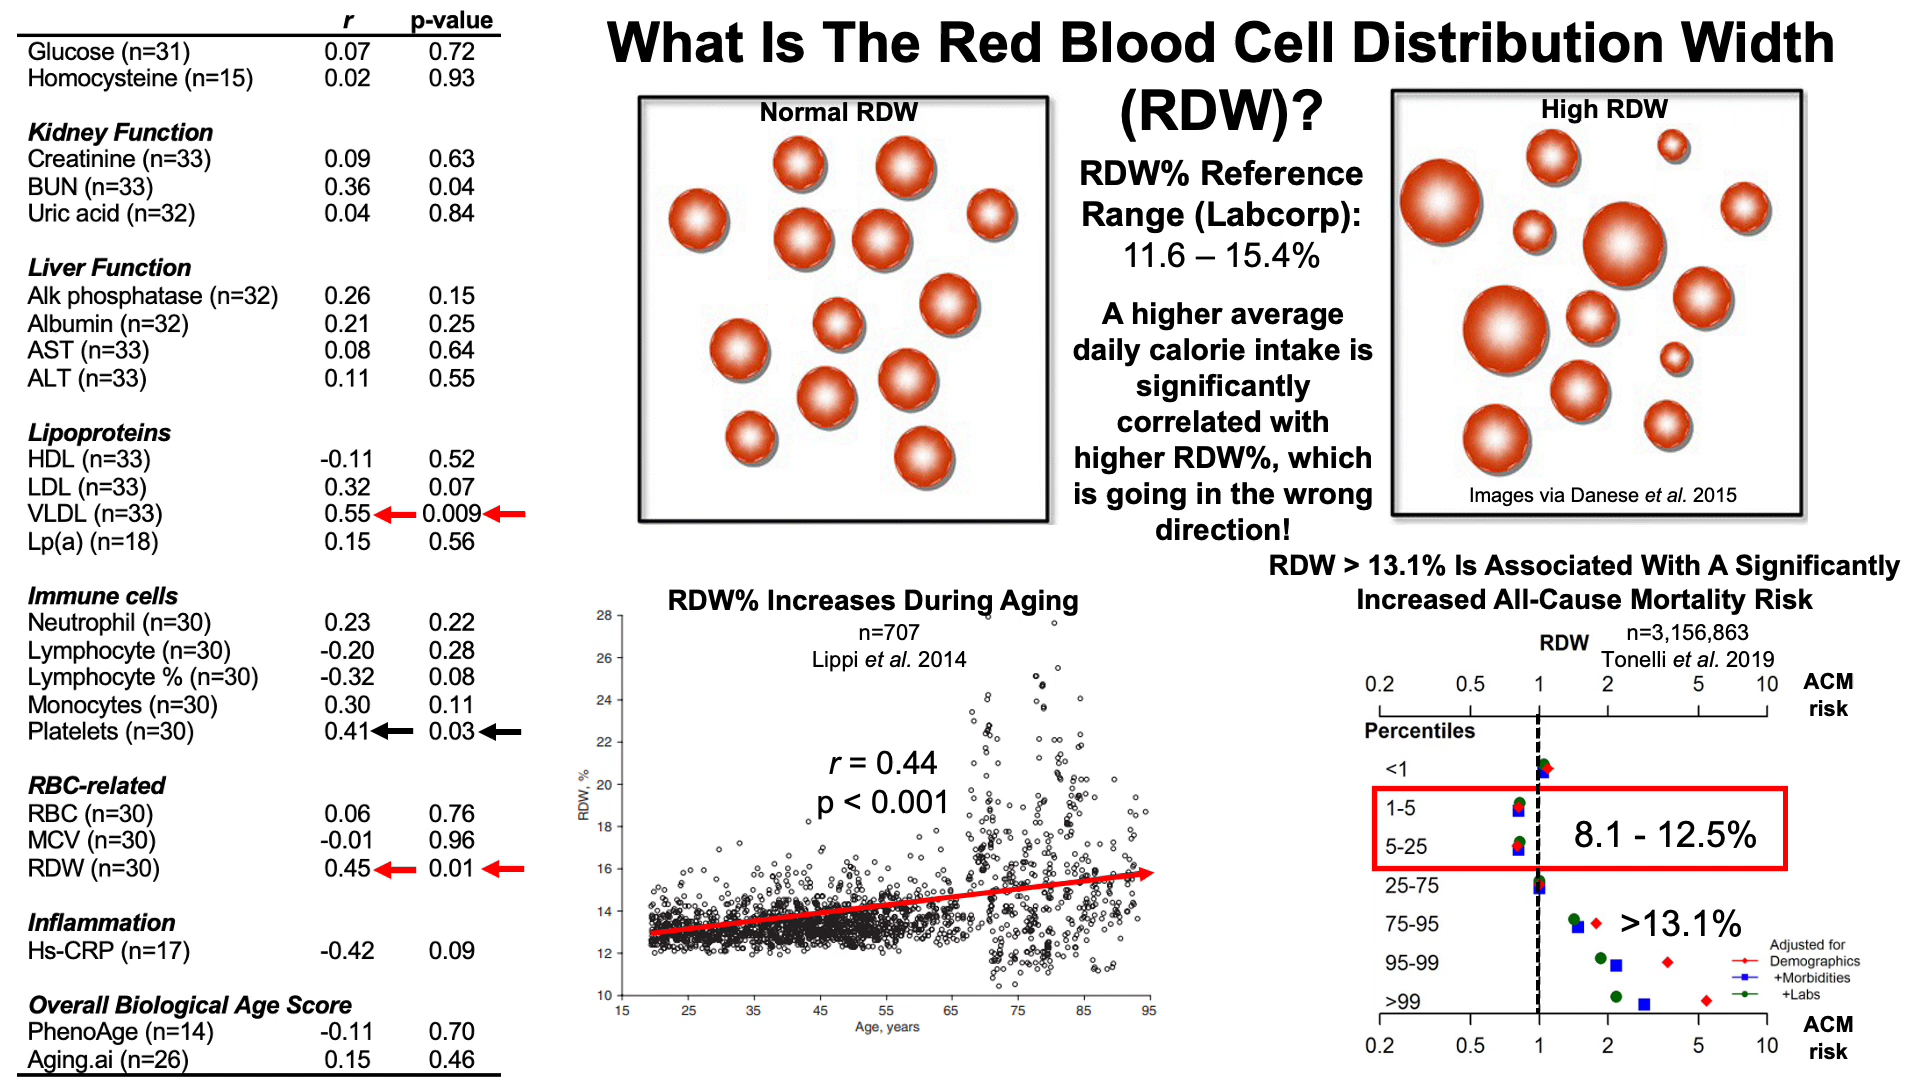 r p-value
Glucose (n=31) 0.07 0.72
Homocysteine (n=15) 0.02 0.93
Kidney Function
Creatinine (n=33) 0.09 0.63
BUN (n=33) 0.36 0.04
Uric acid (n=32) 0.04 0.84
Liver Function
Alk phosphatase (n=32) 0.26 0.15
Albumin (n=32) 0.21 0.25
AST (n=33) 0.08 0.64
ALT (n=33) 0.11 0.55
Lipoproteins
HDL (n=33) -0.11 0.52
LDL (n=33) 0.32 0.07
VLDL (n=33) 0.55 0.009
Lp(a) (n=18) 0.15 0.56
Immune cells
Neutrophil (n=30) 0.23 0.22
Lymphocyte (n=30) -0.20 0.28
Lymphocyte % (n=30) -0.32 0.08
Monocytes (n=30) 0.30 0.11
Platelets (n=30) 0.41 0.03
RBC-related
RBC (n=30) 0.06 0.76
MCV (n=30) -0.01 0.96
RDW (n=30) 0.45 0.01
Inflammation
Hs-CRP (n=17) -0.42 0.09
Overall Biological Age Score
PhenoAge (n=14) -0.11 0.70
Aging.ai (n=26) 0.15 0.46
What Is The Red Blood Cell Distribution Width
(RDW)?
Normal RDW
RDW% Reference
Range (Labcorp):
11.6 – 15.4%
A higher average
daily calorie intake is
significantly
correlated with
higher RDW%, which
is going in the wrong
direction!
High RDW
Images via Danese et al. 2015
RDW% Increases During Aging
n=707
Lippi et al. 2014
r = 0.44
p < 0.001
RDW, %
28
26
24
22
20
18
16
14
12
10
15 25 35 45 55 65 75 85 95
Age, years
RDW > 13.1% Is Associated With A Significantly
Increased All-Cause Mortality Risk
RDW
n=3,156,863
Tonelli et al. 2019
0.2 0.5 1 2 5 10
ACM
risk
Percentiles
<1
1-5
5-25
8.1 - 12.5%
25-75
75-95
>13.1%
95-99
>99
Adjusted for
Demographics
+Morbidities
+Labs
0.2 0.5 1 2 5 10
ACM
risk